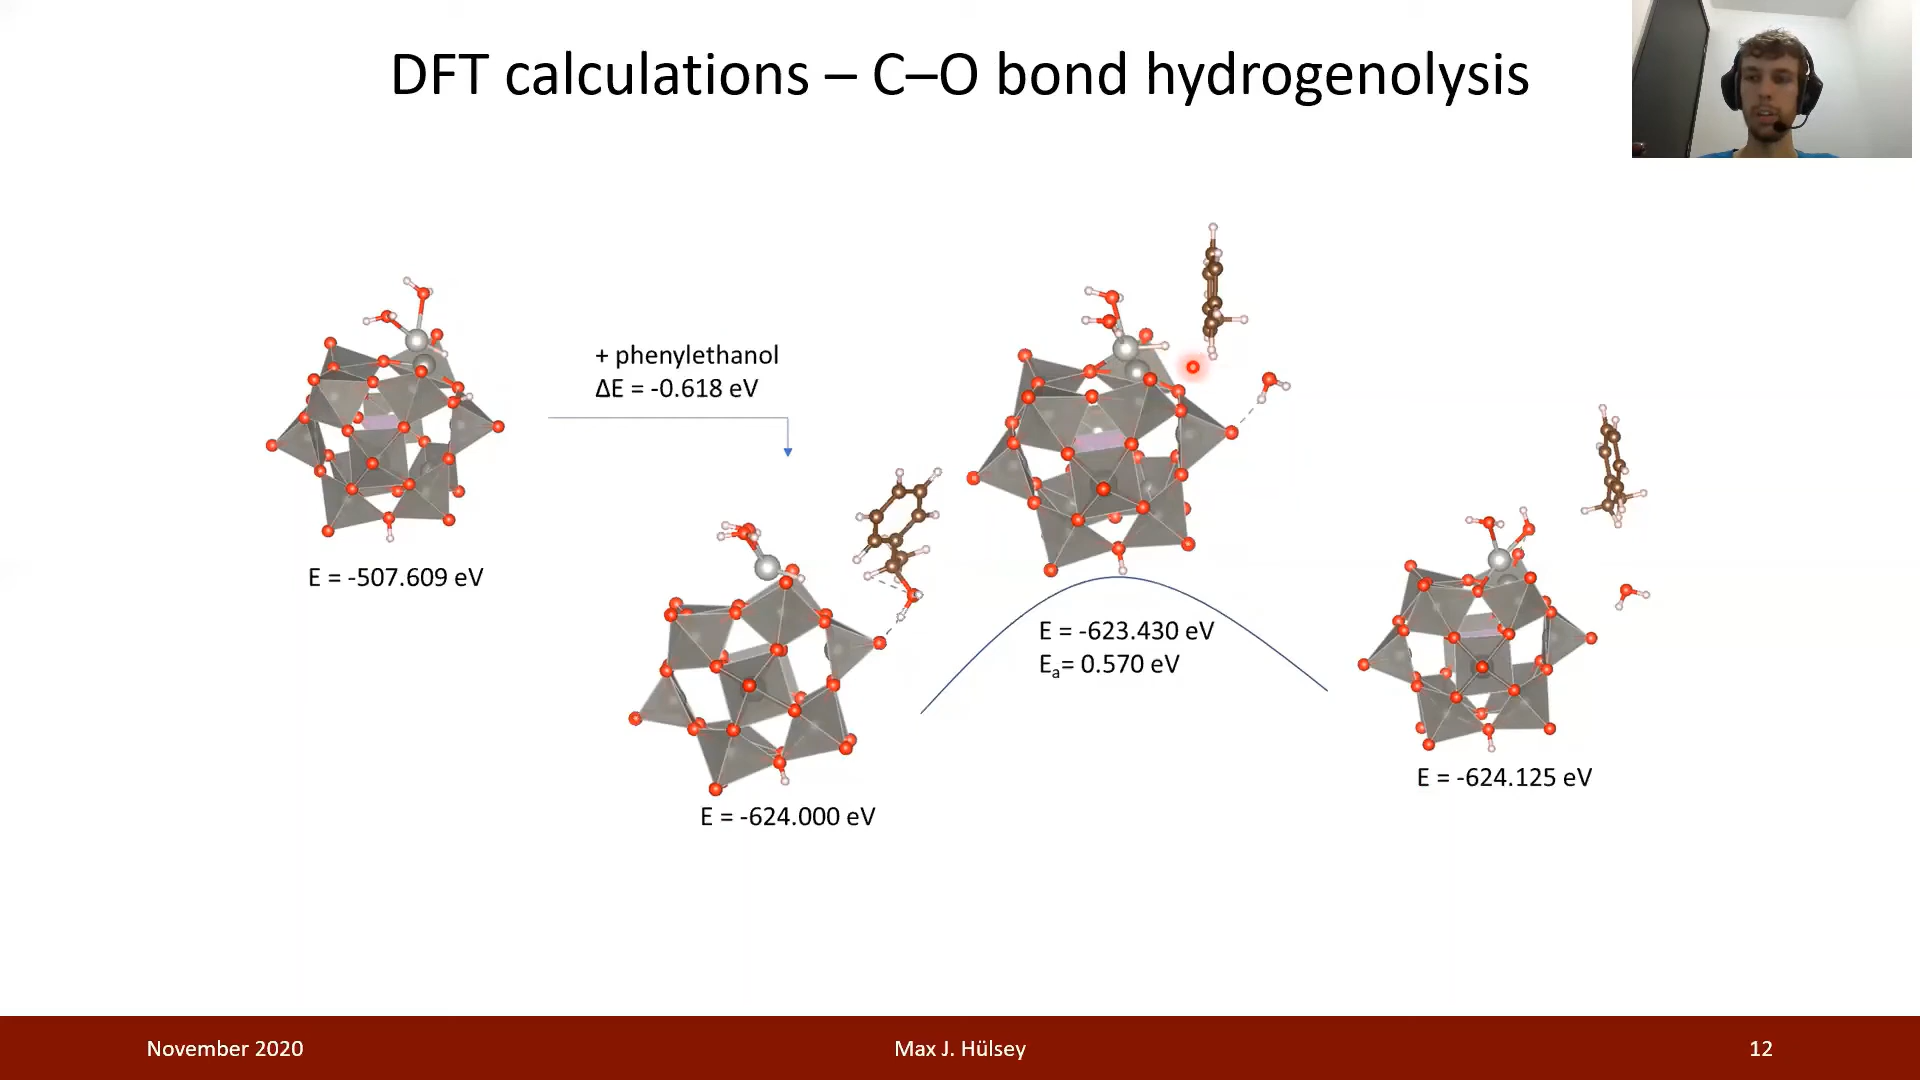 DFT calculations – C–O bond hydrogenolysis
+ phenylethanol
ΔE = -0.618 eV
E = -507.609 eV
E = -624.000 eV
E = -623.430 eV
Eₐ= 0.570 eV
E = -624.125 eV
November 2020
Max J. Hülsey
12